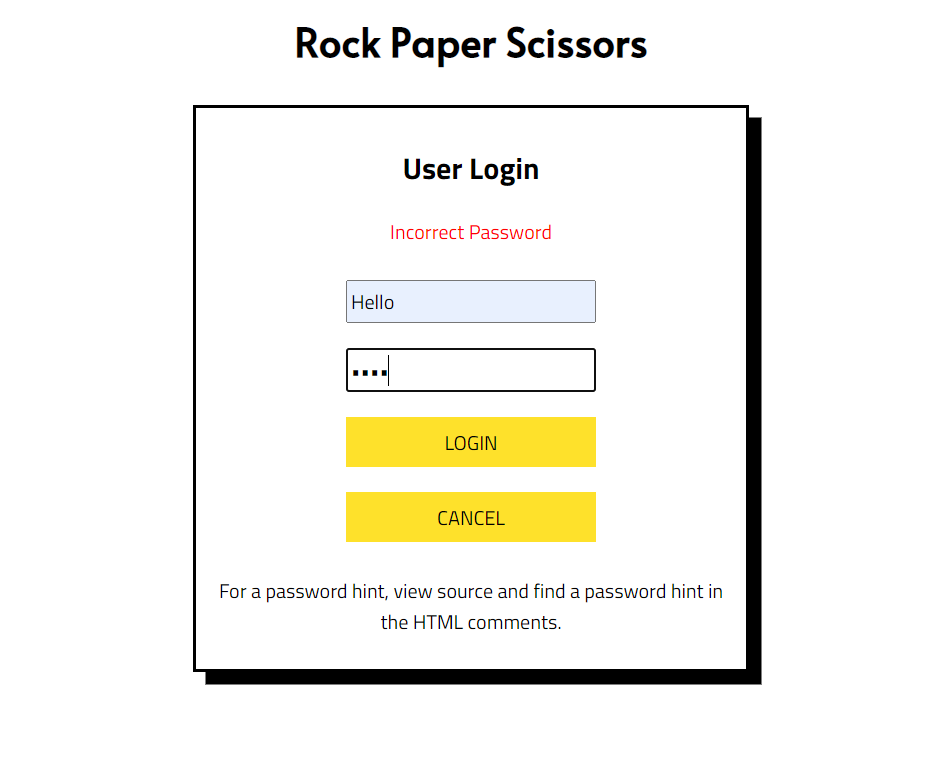 Rock Paper Scissors
User Login
Incorrect Password
Hello
••••
LOGIN
CANCEL
For a password hint, view source and find a password hint in
the HTML comments.